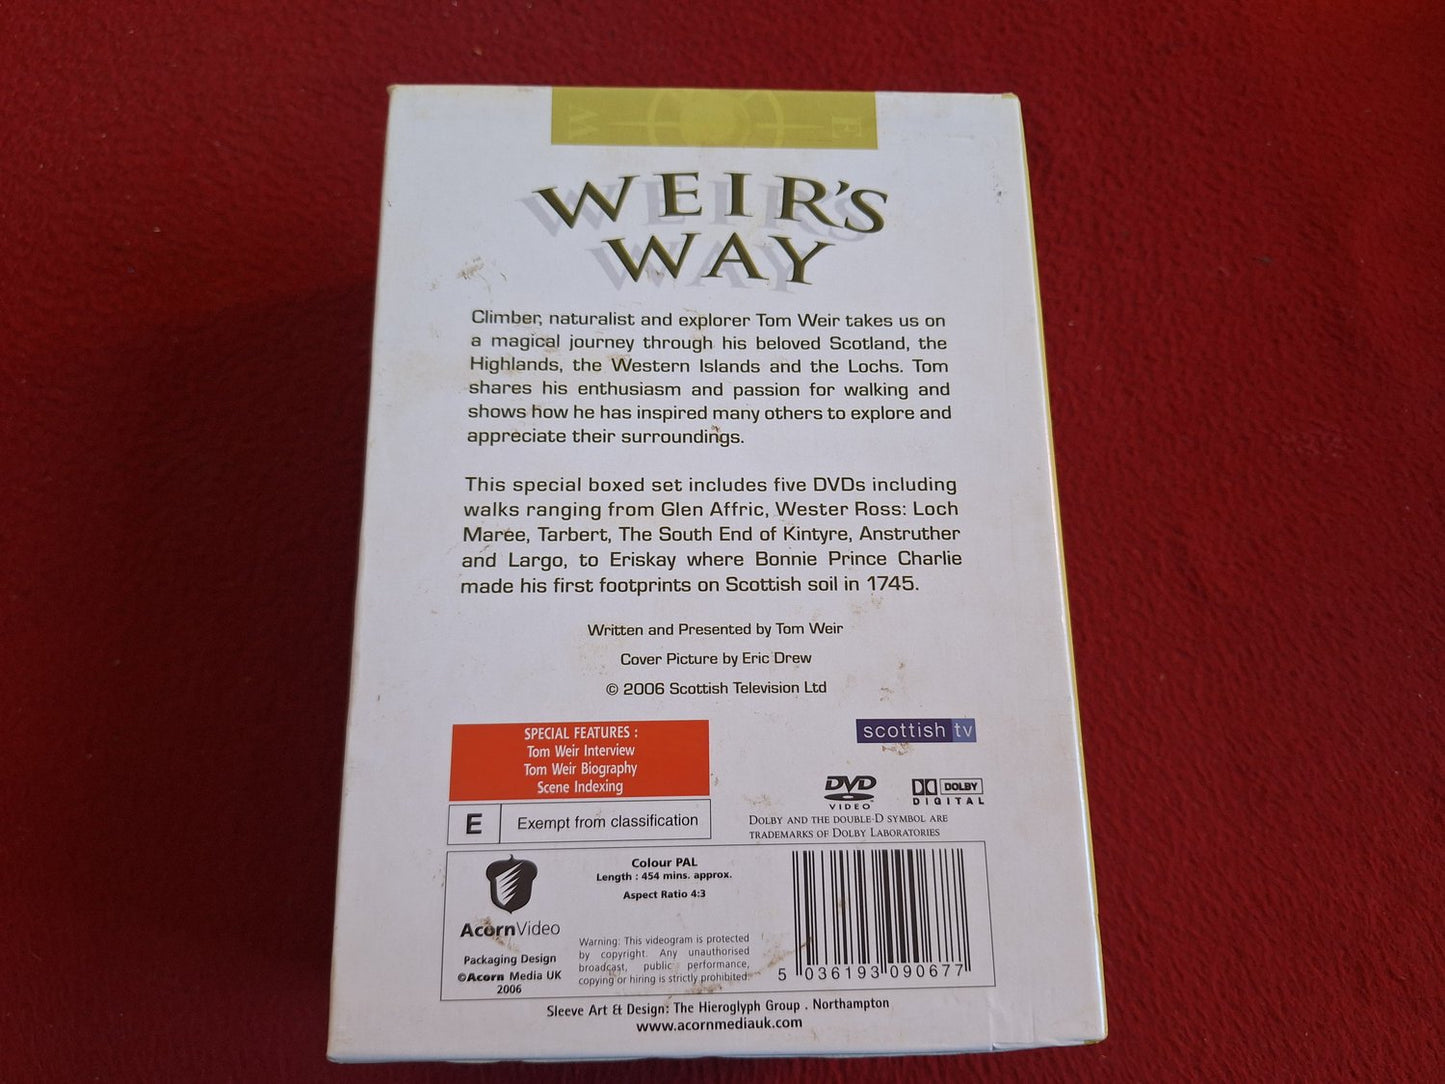 W E
WEIR'S
WAY
Climber, naturalist and explorer Tom Weir takes us on
a magical journey through his beloved Scotland, the
Highlands, the Western Islands and the Lochs. Tom
shares his enthusiasm and passion for walking and
shows how he has inspired many others to explore and
appreciate their surroundings.
This special boxed set includes five DVDs including
walks ranging from Glen Affric, Wester Ross: Loch
Maree, Tarbert, The South End of Kintyre, Anstruther
and Largo, to Eriskay where Bonnie Prince Charlie
made his first footprints on Scottish soil in 1745.
Written and Presented by Tom Weir
Cover Picture by Eric Drew
© 2006 Scottish Television Ltd
SPECIAL FEATURES :
Tom Weir Interview
Tom Weir Biography
Scene Indexing
E Exempt from classification
scottish tv
DVD
VIDEO
DOLBY
DIGITAL
DOLBY AND THE DOUBLE-D SYMBOL ARE
TRADEMARKS OF DOLBY LABORATORIES
AcornVideo
Packaging Design
©Acorn Media UK
2006
Colour PAL
Length : 454 mins. approx.
Aspect Ratio 4:3
Warning: This videogram is protected
by copyright. Any unauthorised
broadcast, public performance,
copying or hiring is strictly prohibited.
5 036193 090677
Sleeve Art & Design: The Hieroglyph Group . Northampton
www.acornmediauk.com